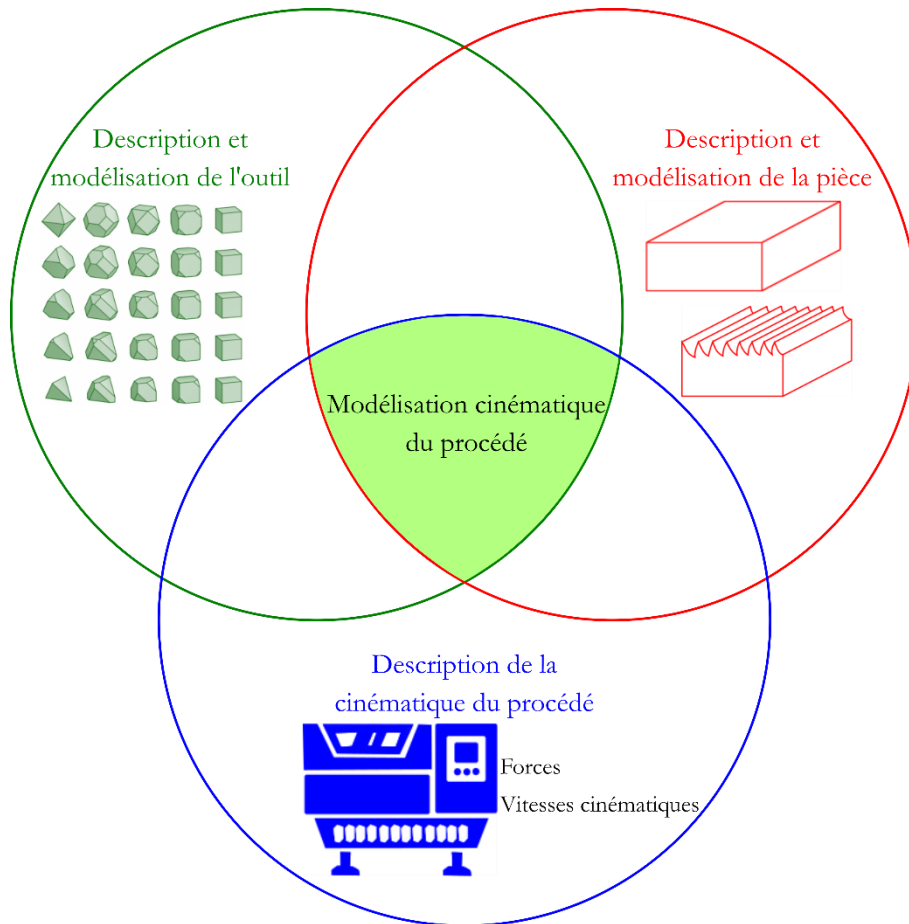 Description et
modélisation de l'outil
Description et
modélisation de la pièce
Modélisation cinématique
du procédé
Description de la
cinématique du procédé
Forces
Vitesses cinématiques